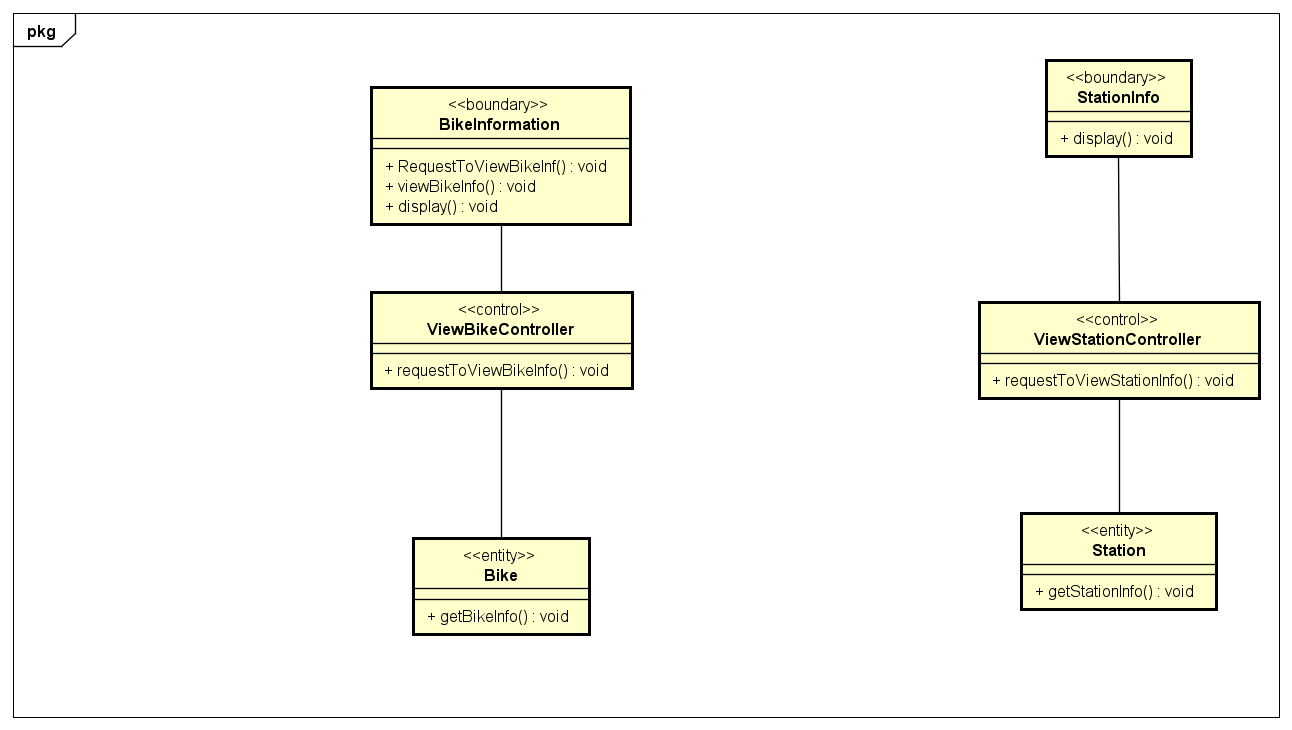 pkg
<<boundary>>
BikeInformation
+ RequestToViewBikeInf() : void
+ viewBikeInfo() : void
+ display() : void
<<control>>
ViewBikeController
+ requestToViewBikeInfo() : void
<<entity>>
Bike
+ getBikeInfo() : void
<<boundary>>
StationInfo
+ display() : void
<<control>>
ViewStationController
+ requestToViewStationInfo() : void
<<entity>>
Station
+ getStationInfo() : void